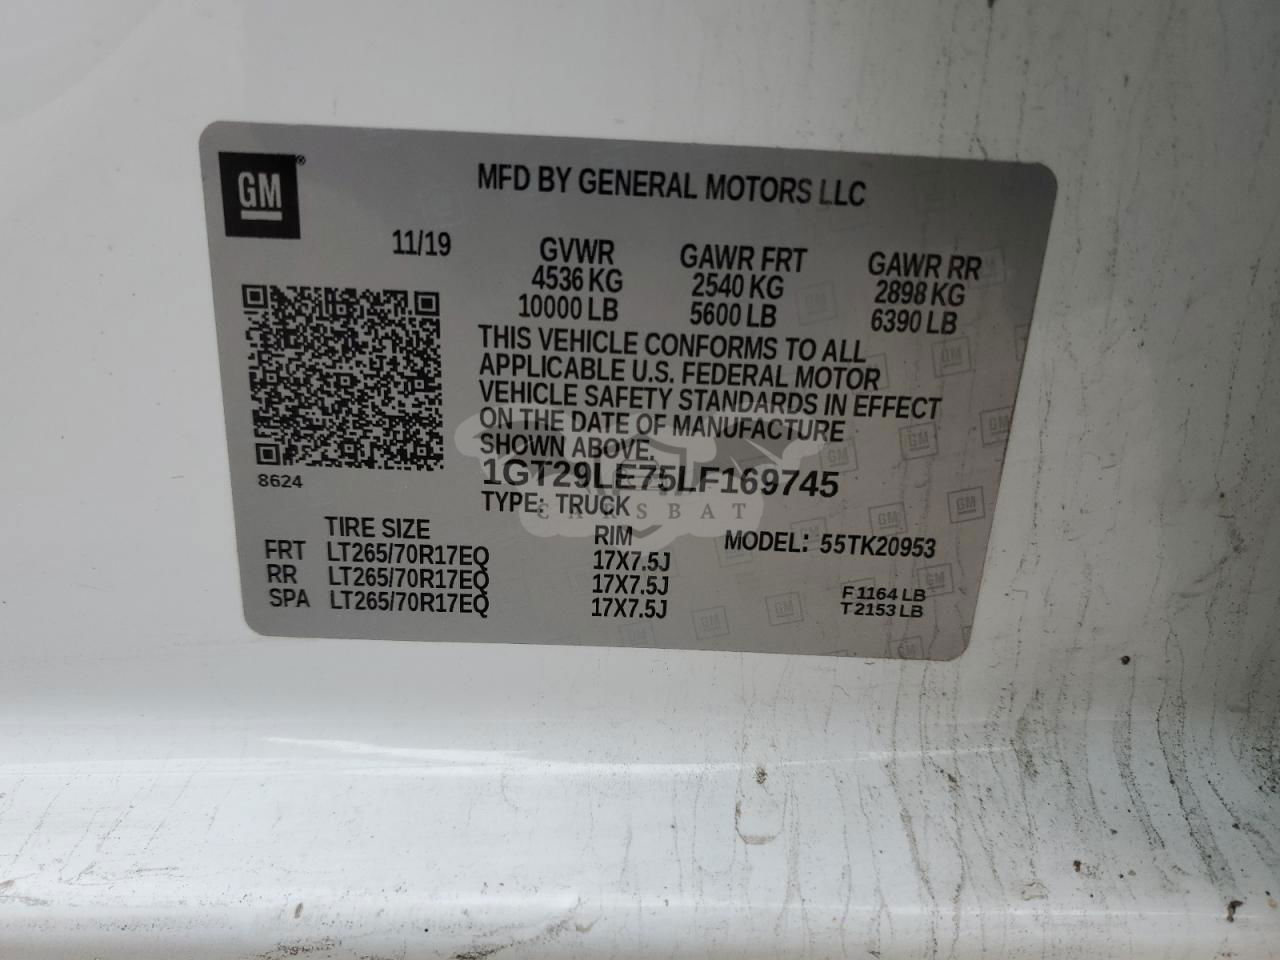 GM®
MFD BY GENERAL MOTORS LLC
11/19
GVWR GAWR FRT GAWR RR
4536 KG 2540 KG 2898 KG
10000 LB 5600 LB 6390 LB
THIS VEHICLE CONFORMS TO ALL
APPLICABLE U.S. FEDERAL MOTOR
VEHICLE SAFETY STANDARDS IN EFFECT
ON THE DATE OF MANUFACTURE
SHOWN ABOVE.
8624
1GT29LE75LF169745
TYPE: TRUCK
CARSBAT
TIRE SIZE RIM MODEL: 55TK20953
FRT LT265/70R17EQ 17X7.5J
RR LT265/70R17EQ 17X7.5J
SPA LT265/70R17EQ 17X7.5J
F1164 LB
T2153 LB